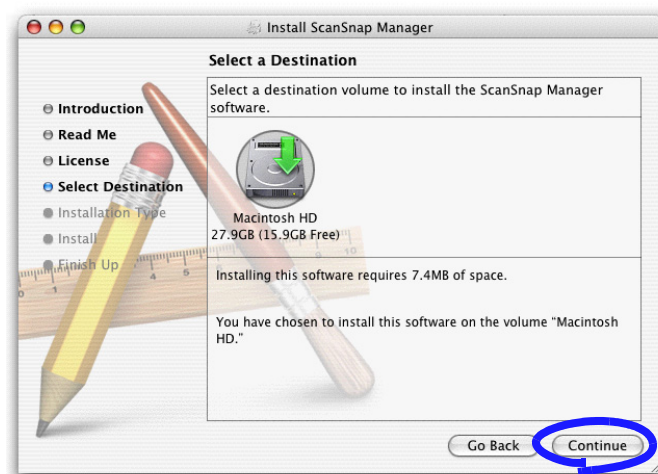 Install ScanSnap Manager
Select a Destination
Introduction
Read Me
License
Select Destination
Installation Type
Install
Finish Up
Select a destination volume to install the ScanSnap Manager
software.
Macintosh HD
27.9GB (15.9GB Free)
Installing this software requires 7.4MB of space.
You have chosen to install this software on the volume “Macintosh
HD.”
Go Back
Continue